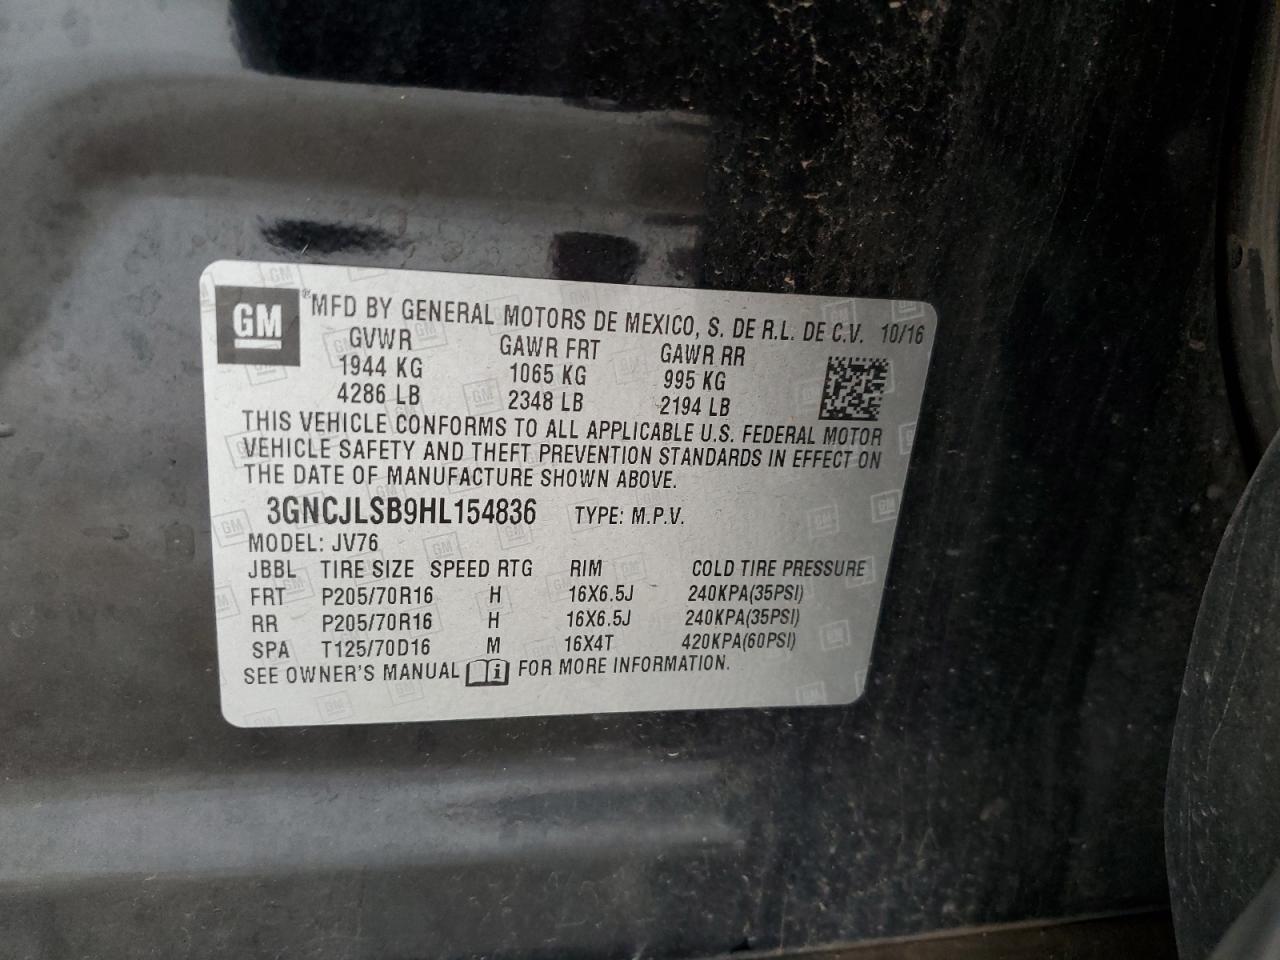 GM ® MFD BY GENERAL MOTORS DE MEXICO, S. DE R.L. DE C.V. 10/16
GVWR GAWR FRT GAWR RR
1944 KG 1065 KG 995 KG
4286 LB 2348 LB 2194 LB
THIS VEHICLE CONFORMS TO ALL APPLICABLE U.S. FEDERAL MOTOR
VEHICLE SAFETY AND THEFT PREVENTION STANDARDS IN EFFECT ON
THE DATE OF MANUFACTURE SHOWN ABOVE.
3GNCJLSB9HL154836 TYPE: M.P.V.
MODEL: JV76
JBBL TIRE SIZE SPEED RTG RIM COLD TIRE PRESSURE
FRT P205/70R16 H 16X6.5J 240KPA(35PSI)
RR P205/70R16 H 16X6.5J 240KPA(35PSI)
SPA T125/70D16 M 16X4T 420KPA(60PSI)
SEE OWNER'S MANUAL i FOR MORE INFORMATION.